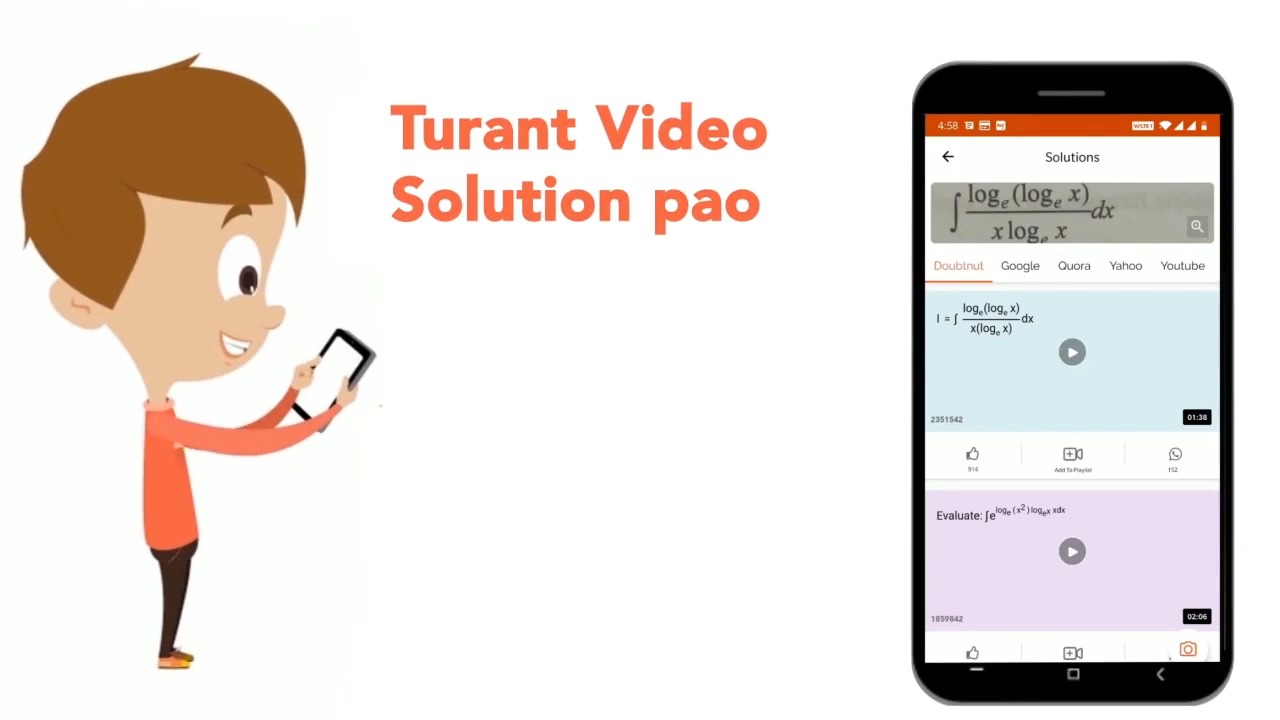 Turant Video
Solution pao
4:58
VoLTE1
Solutions
∫ logₑ(logₑ x) / x logₑ x dx
Doubtnut Google Quora Yahoo Youtube
I = ∫ logₑ(logₑ x) / x(logₑ x) dx
2351542
01:38
914
Add To Playlist
152
Evaluate: ∫e^logₑ(x²)logₑx xdx
1859842
02:06